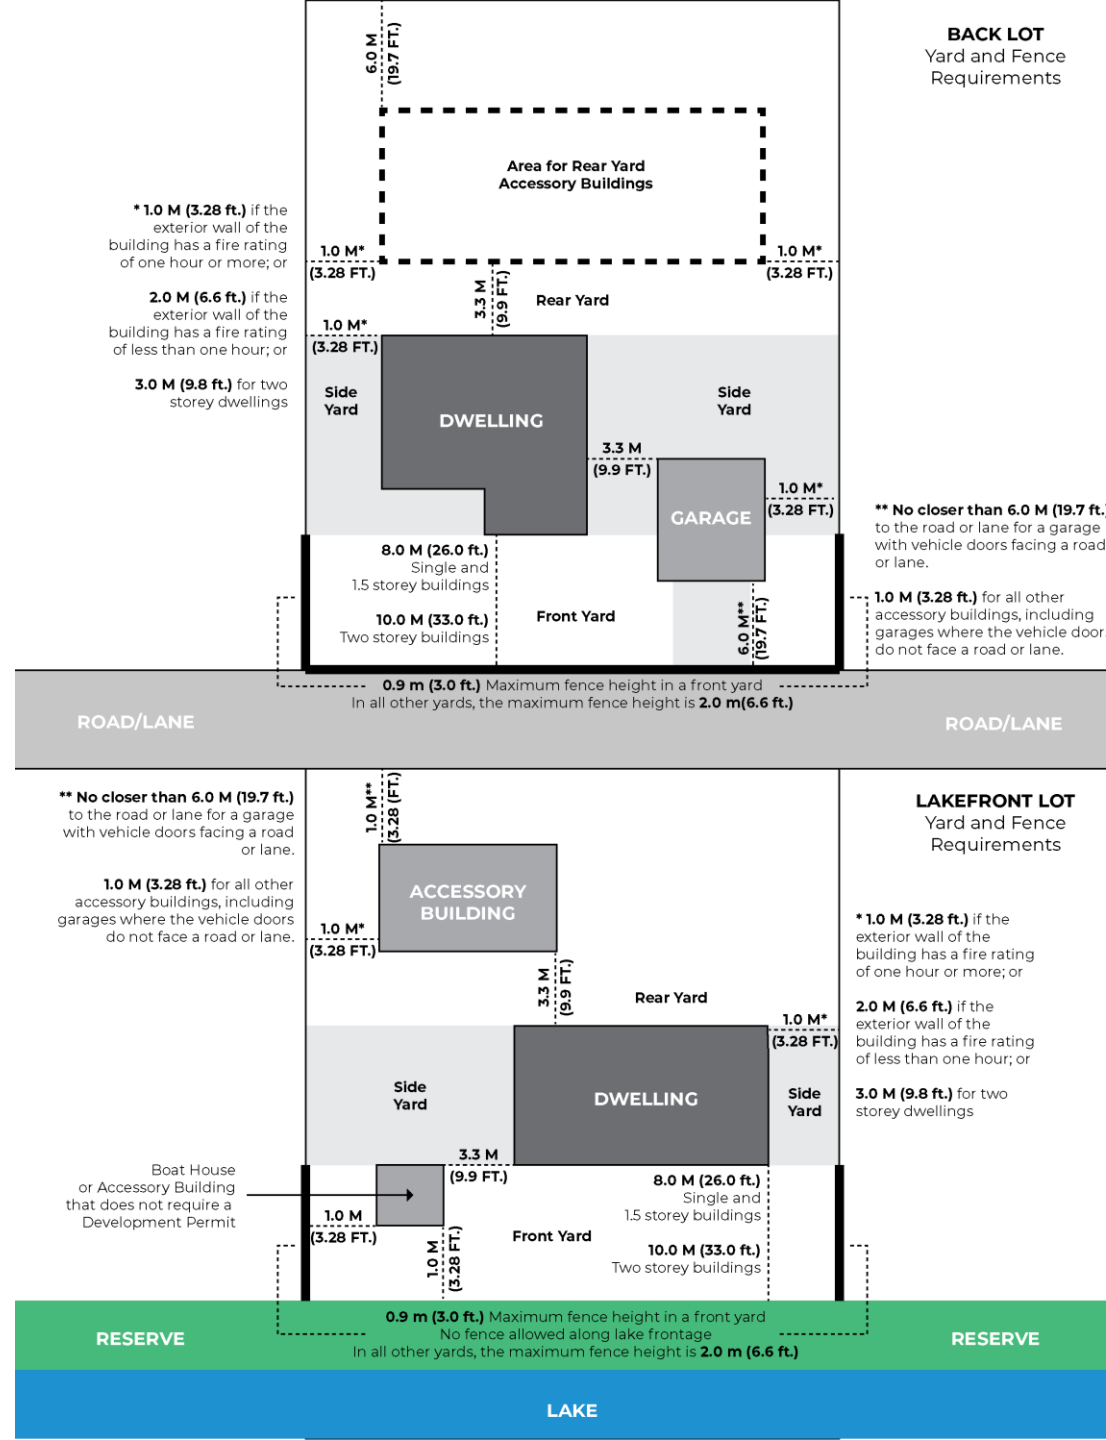 BACK LOT
Yard and Fence
Requirements
6.0 M
(19.7 FT.)
Area for Rear Yard
Accessory Buildings
* 1.0 M (3.28 ft.) if the
exterior wall of the
building has a fire rating
of one hour or more; or
2.0 M (6.6 ft.) if the
exterior wall of the
building has a fire rating
of less than one hour; or
3.0 M (9.8 ft.) for two
storey dwellings
1.0 M*
(3.28 FT.)
1.0 M*
(3.28 FT.)
3.3 M
(9.9 FT.)
Rear Yard
1.0 M*
(3.28 FT.)
Side
Yard
DWELLING
Side
Yard
3.3 M
(9.9 FT.)
GARAGE
1.0 M*
(3.28 FT.)
** No closer than 6.0 M (19.7 ft.)
to the road or lane for a garage
with vehicle doors facing a road
or lane.
1.0 M (3.28 ft.) for all other
accessory buildings, including
garages where the vehicle door
do not face a road or lane.
8.0 M (26.0 ft.)
Single and
1.5 storey buildings
10.0 M (33.0 ft.)
Two storey buildings
Front Yard
6.0 M**
(19.7 FT.)
0.9 m (3.0 ft.) Maximum fence height in a front yard
In all other yards, the maximum fence height is 2.0 m(6.6 ft.)
ROAD/LANE
ROAD/LANE
** No closer than 6.0 M (19.7 ft.)
to the road or lane for a garage
with vehicle doors facing a road
or lane.
1.0 M (3.28 ft.) for all other
accessory buildings, including
garages where the vehicle doors
do not face a road or lane.
1.0 M**
(3.28 (FT.)
LAKEFRONT LOT
Yard and Fence
Requirements
ACCESSORY
BUILDING
1.0 M*
(3.28 FT.)
* 1.0 M (3.28 ft.) if the
exterior wall of the
building has a fire rating
of one hour or more; or
2.0 M (6.6 ft.) if the
exterior wall of the
building has a fire rating
of less than one hour; or
3.0 M (9.8 ft.) for two
storey dwellings
3.3 M
(9.9 FT.)
Rear Yard
1.0 M*
(3.28 FT.)
Side
Yard
DWELLING
Side
Yard
3.3 M
(9.9 FT.)
Boat House
or Accessory Building
that does not require a
Development Permit
1.0 M
(3.28 FT.)
1.0 M
(3.28 FT.)
Front Yard
8.0 M (26.0 ft.)
Single and
1.5 storey buildings
10.0 M (33.0 ft.)
Two storey buildings
0.9 m (3.0 ft.) Maximum fence height in a front yard
No fence allowed along lake frontage
In all other yards, the maximum fence height is 2.0 m (6.6 ft.)
RESERVE
RESERVE
LAKE